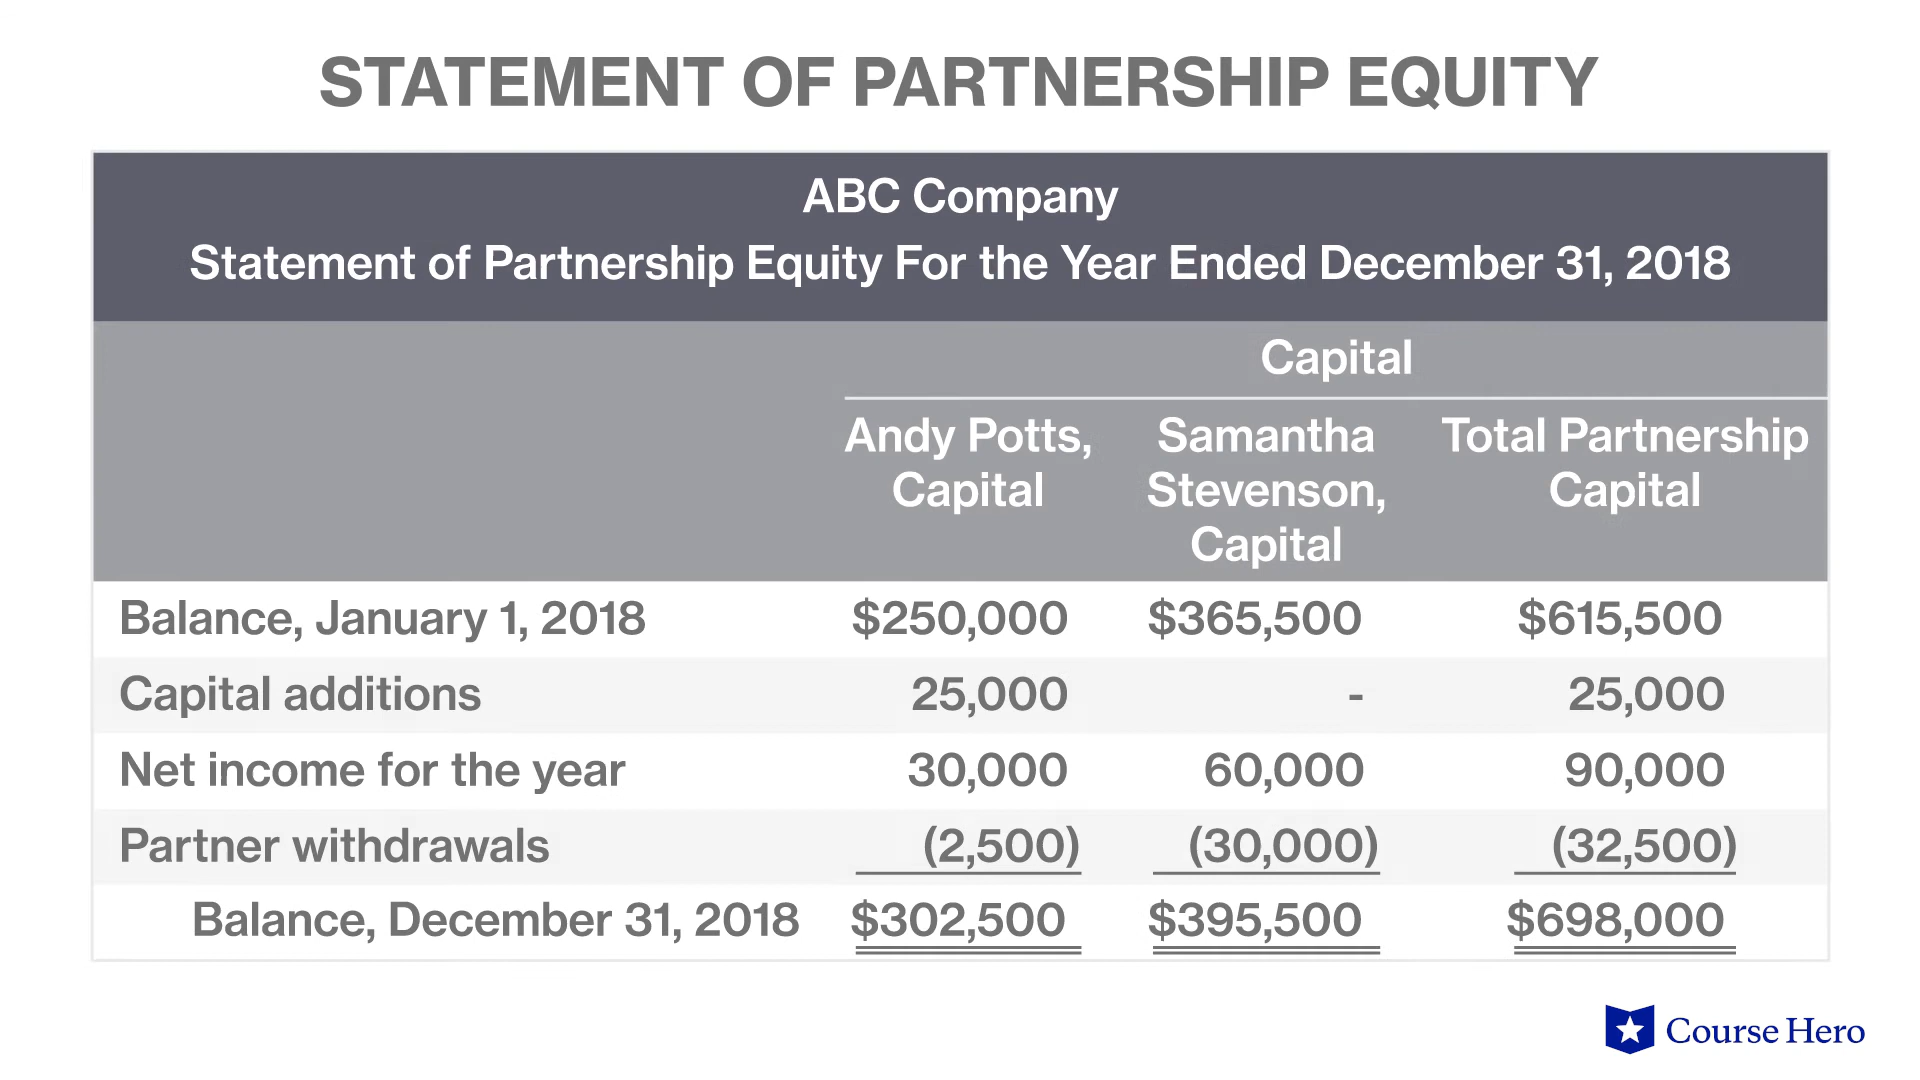 STATEMENT OF PARTNERSHIP EQUITY
ABC Company
Statement of Partnership Equity For the Year Ended December 31, 2018
Capital
Andy Potts, Samantha Total Partnership
Capital Stevenson, Capital
Capital
Balance, January 1, 2018 $250,000 $365,500 $615,500
Capital additions 25,000 - 25,000
Net income for the year 30,000 60,000 90,000
Partner withdrawals (2,500) (30,000) (32,500)
Balance, December 31, 2018 $302,500 $395,500 $698,000
Course Hero